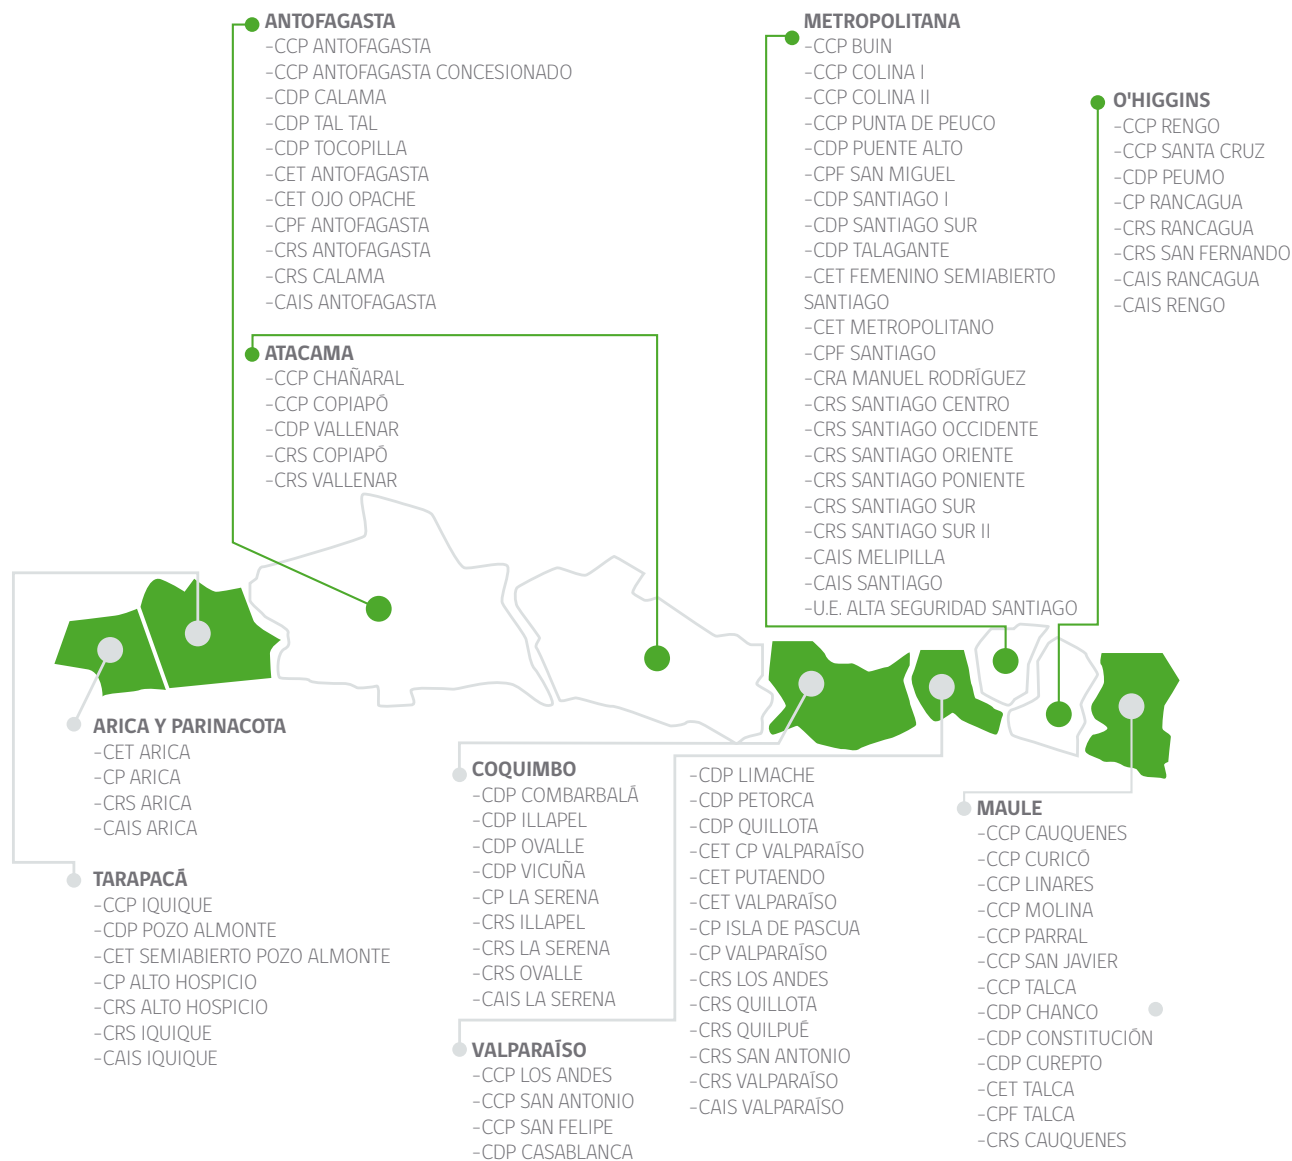 ANTOFAGASTA
-CCP ANTOFAGASTA
-CCP ANTOFAGASTA CONCESIONADO
-CDP CALAMA
-CDP TAL TAL
-CDP TOCOPILLA
-CET ANTOFAGASTA
-CET OJO OPACHE
-CPF ANTOFAGASTA
-CRS ANTOFAGASTA
-CRS CALAMA
-CAIS ANTOFAGASTA
ATACAMA
-CCP CHAÑARAL
-CCP COPIAPÓ
-CDP VALLENAR
-CRS COPIAPÓ
-CRS VALLENAR
METROPOLITANA
-CCP BUIN
-CCP COLINA I
-CCP COLINA II
-CCP PUNTA DE PEUCO
-CDP PUENTE ALTO
-CPF SAN MIGUEL
-CDP SANTIAGO I
-CDP SANTIAGO SUR
-CDP TALAGANTE
-CET FEMENINO SEMIABIERTO
SANTIAGO
-CET METROPOLITANO
-CPF SANTIAGO
-CRA MANUEL RODRÍGUEZ
-CRS SANTIAGO CENTRO
-CRS SANTIAGO OCCIDENTE
-CRS SANTIAGO ORIENTE
-CRS SANTIAGO PONIENTE
-CRS SANTIAGO SUR
-CRS SANTIAGO SUR II
-CAIS MELIPILLA
-CAIS SANTIAGO
-U.E. ALTA SEGURIDAD SANTIAGO
O'HIGGINS
-CCP RENGO
-CCP SANTA CRUZ
-CDP PEUMO
-CP RANCAGUA
-CRS RANCAGUA
-CRS SAN FERNANDO
-CAIS RANCAGUA
-CAIS RENGO
ARICA Y PARINACOTA
-CET ARICA
-CP ARICA
-CRS ARICA
-CAIS ARICA
TARAPACÁ
-CCP IQUIQUE
-CDP POZO ALMONTE
-CET SEMIABIERTO POZO ALMONTE
-CP ALTO HOSPICIO
-CRS ALTO HOSPICIO
-CRS IQUIQUE
-CAIS IQUIQUE
COQUIMBO
-CDP COMBARBALÁ
-CDP ILLAPEL
-CDP OVALLE
-CDP VICUÑA
-CP LA SERENA
-CRS ILLAPEL
-CRS LA SERENA
-CRS OVALLE
-CAIS LA SERENA
VALPARAÍSO
-CCP LOS ANDES
-CCP SAN ANTONIO
-CCP SAN FELIPE
-CDP CASABLANCA
-CDP LIMACHE
-CDP PETORCA
-CDP QUILLOTA
-CET CP VALPARAÍSO
-CET PUTAENDO
-CET VALPARAÍSO
-CP ISLA DE PASCUA
-CP VALPARAÍSO
-CRS LOS ANDES
-CRS QUILLOTA
-CRS QUILPUÉ
-CRS SAN ANTONIO
-CRS VALPARAÍSO
-CAIS VALPARAÍSO
MAULE
-CCP CAUQUENES
-CCP CURICÓ
-CCP LINARES
-CCP MOLINA
-CCP PARRAL
-CCP SAN JAVIER
-CCP TALCA
-CDP CHANCO
-CDP CONSTITUCIÓN
-CDP CUREPTO
-CET TALCA
-CPF TALCA
-CRS CAUQUENES